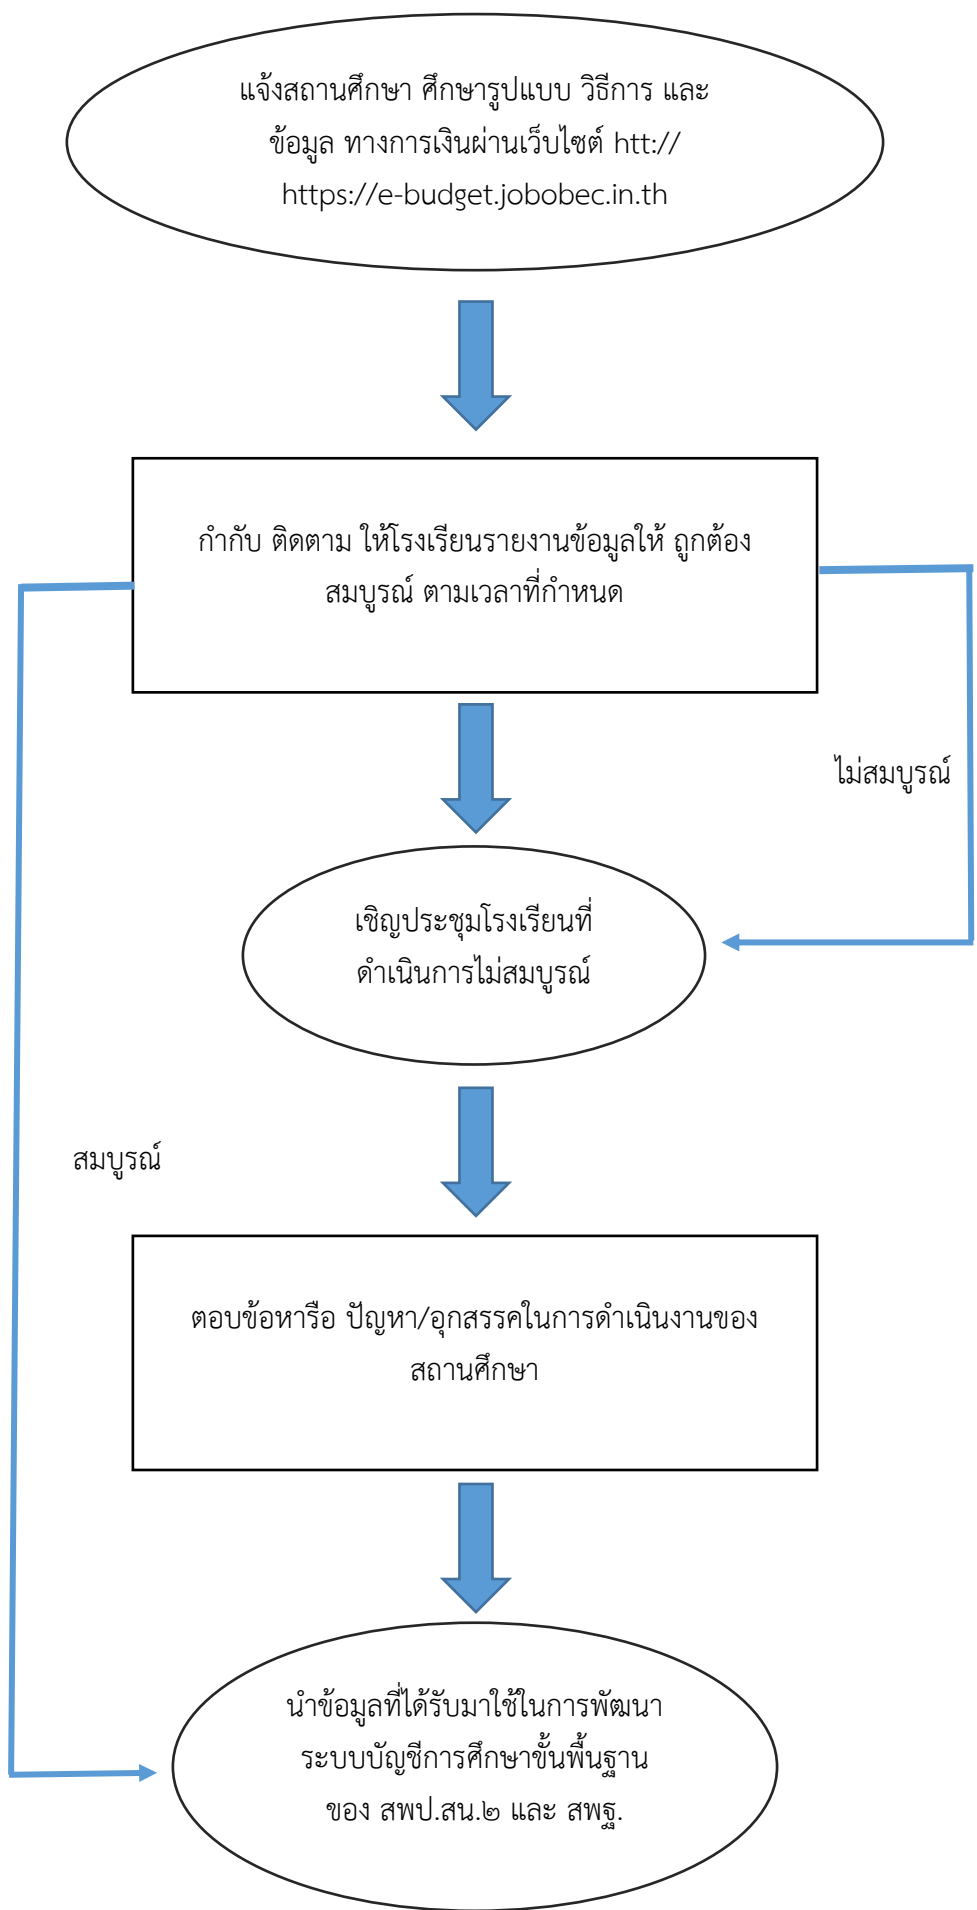 แจ้งสถานศึกษา ศึกษารูปแบบ วิธีการ และ
ข้อมูล ทางการเงินผ่านเว็บไซต์ htt://
https://e-budget.jobobec.in.th
กำกับ ติดตาม ให้โรงเรียนรายงานข้อมูลให้ ถูกต้อง
สมบูรณ์ ตามเวลาที่กำหนด
ไม่สมบูรณ์
เชิญประชุมโรงเรียนที่
ดำเนินการไม่สมบูรณ์
สมบูรณ์
ตอบข้อหารือ ปัญหา/อุกสรรคในการดำเนินงานของ
สถานศึกษา
นำข้อมูลที่ได้รับมาใช้ในการพัฒนา
ระบบบัญชีการศึกษาขั้นพื้นฐาน
ของ สพป.สน.๒ และ สพฐ.